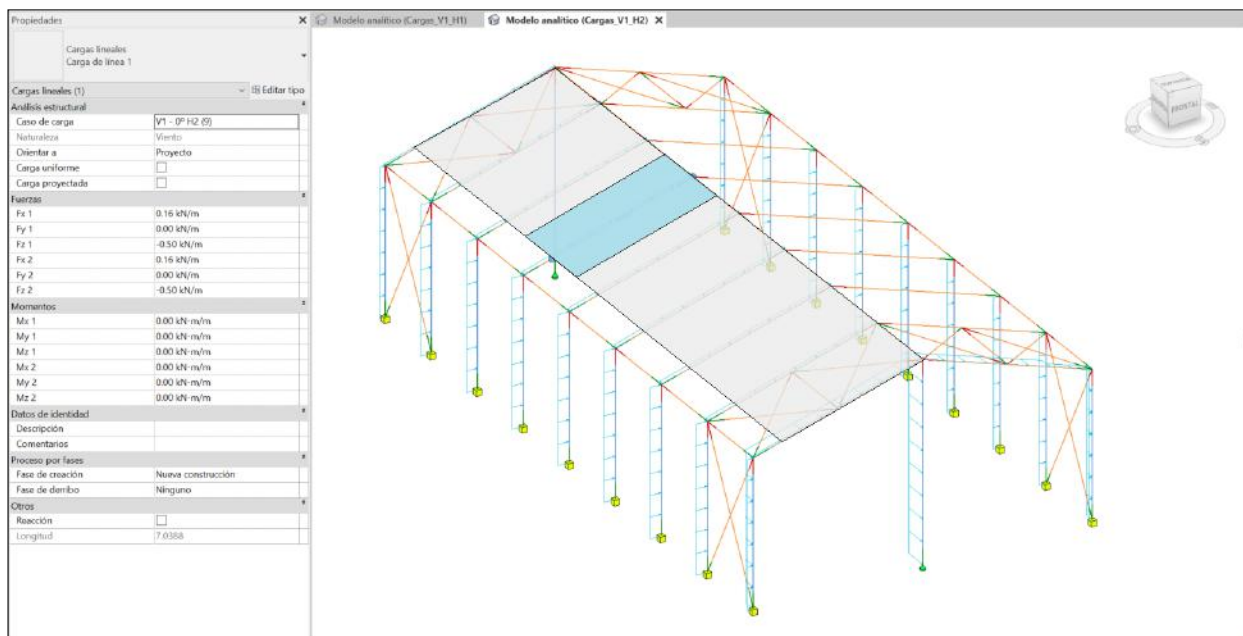 Propiedades
Modelo analítico (Cargas_V1_H1)
Modelo analítico (Cargas_V1_H2)
Cargas lineales
Carga de línea 1
Cargas lineales (1)
Editar tipo
Análisis estructural
Caso de carga V1 - 0º H2 (9)
Naturaleza Viento
Orientar a Proyecto
Carga uniforme
Carga proyectada
Fuerzas
Fx 1 0.16 kN/m
Fy 1 0.00 kN/m
Fz 1 -0.50 kN/m
Fx 2 0.16 kN/m
Fy 2 0.00 kN/m
Fz 2 -0.50 kN/m
Momentos
Mx 1 0.00 kN-m/m
My 1 0.00 kN-m/m
Mz 1 0.00 kN-m/m
Mx 2 0.00 kN-m/m
My 2 0.00 kN-m/m
Mz 2 0.00 kN-m/m
Datos de identidad
Descripción
Comentarios
Proceso por fases
Fase de creación Nueva construcción
Fase de derribo Ninguno
Otros
Reacción
Longitud 7.0388
FRONTAL